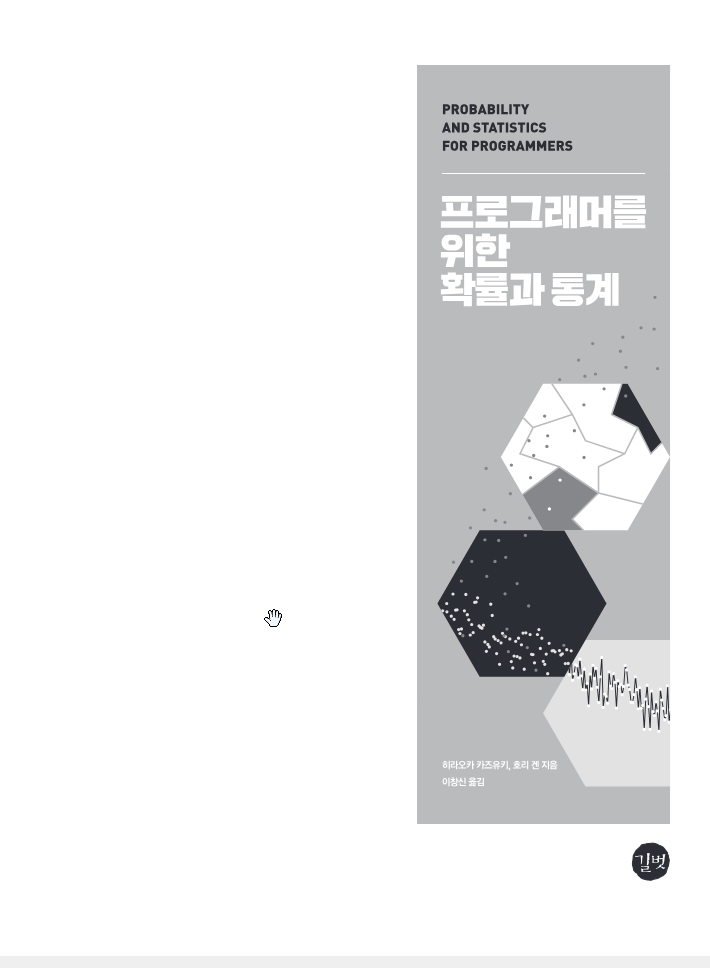 PROBABILITY
AND STATISTICS
FOR PROGRAMMERS
프로그래머를
위한
확률과 통계
히라오카 카즈유키, 호리 겐 지음
이창신 옮김
길벗